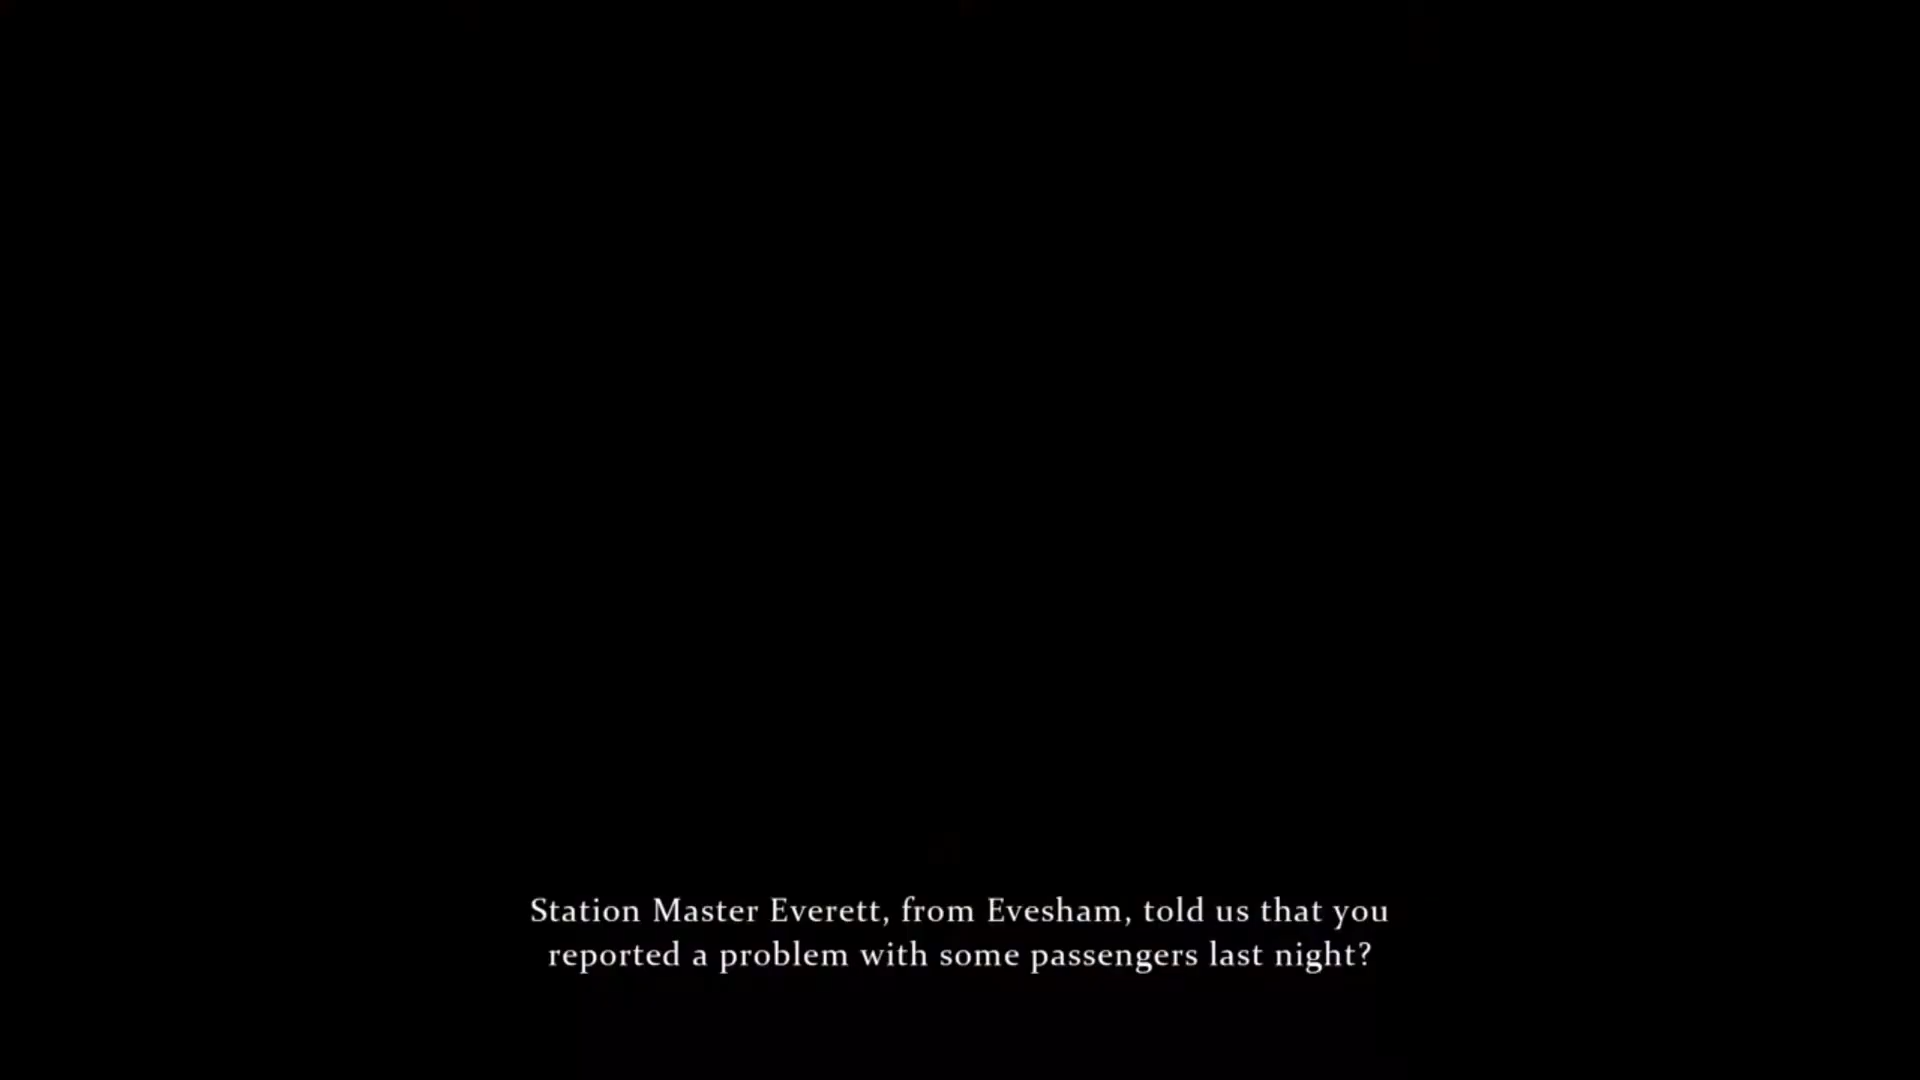 Station Master Everett, from Evesham, told us that you
reported a problem with some passengers last night?